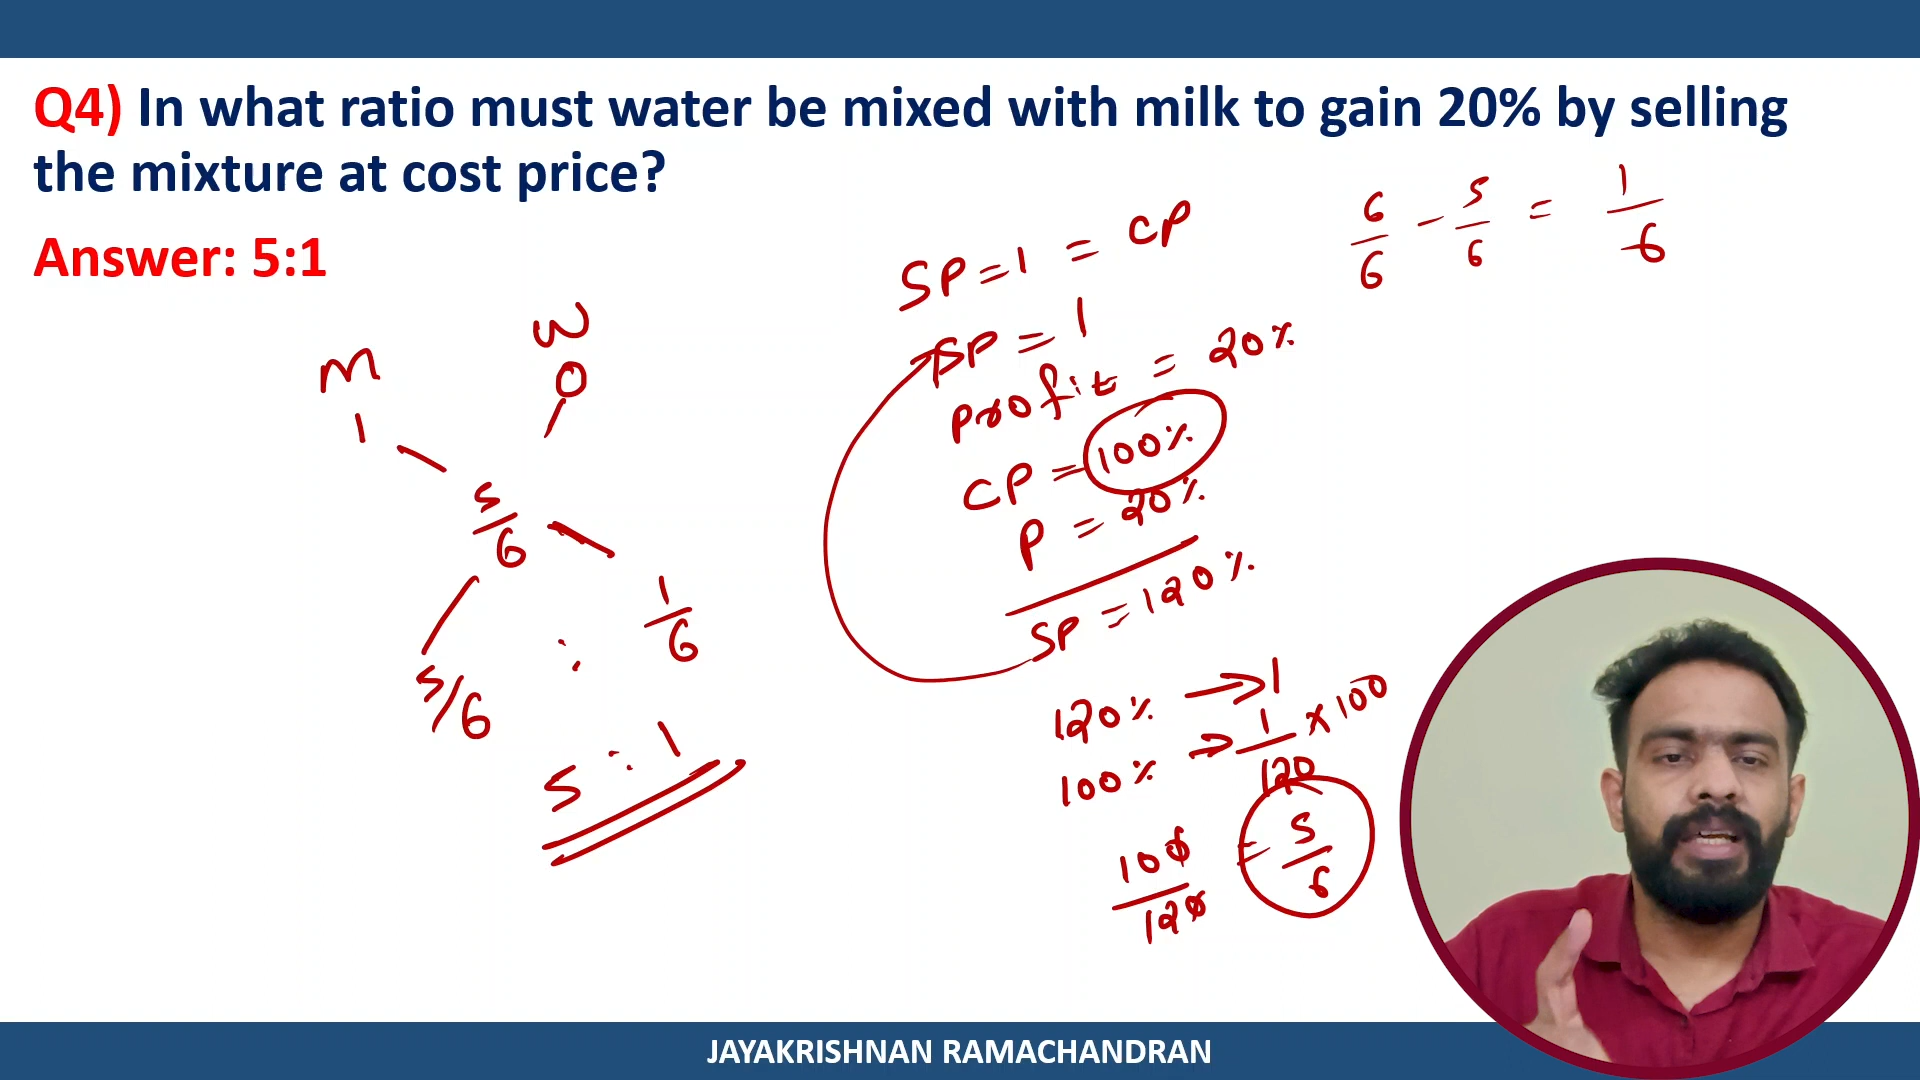 Q4) In what ratio must water be mixed with milk to gain 20% by selling
the mixture at cost price?
Answer: 5:1
M W
1 0
5/6
5/6 : 1/6
5 : 1
SP = 1 = CP
SP = 1
profit = 20%
CP = 100%
P = 20%
SP = 120%
120% → 1
100% → 1/120 × 100
100/120 = 5/6
6/6 - 5/6 = 1/6
JAYAKRISHNAN RAMACHANDRAN